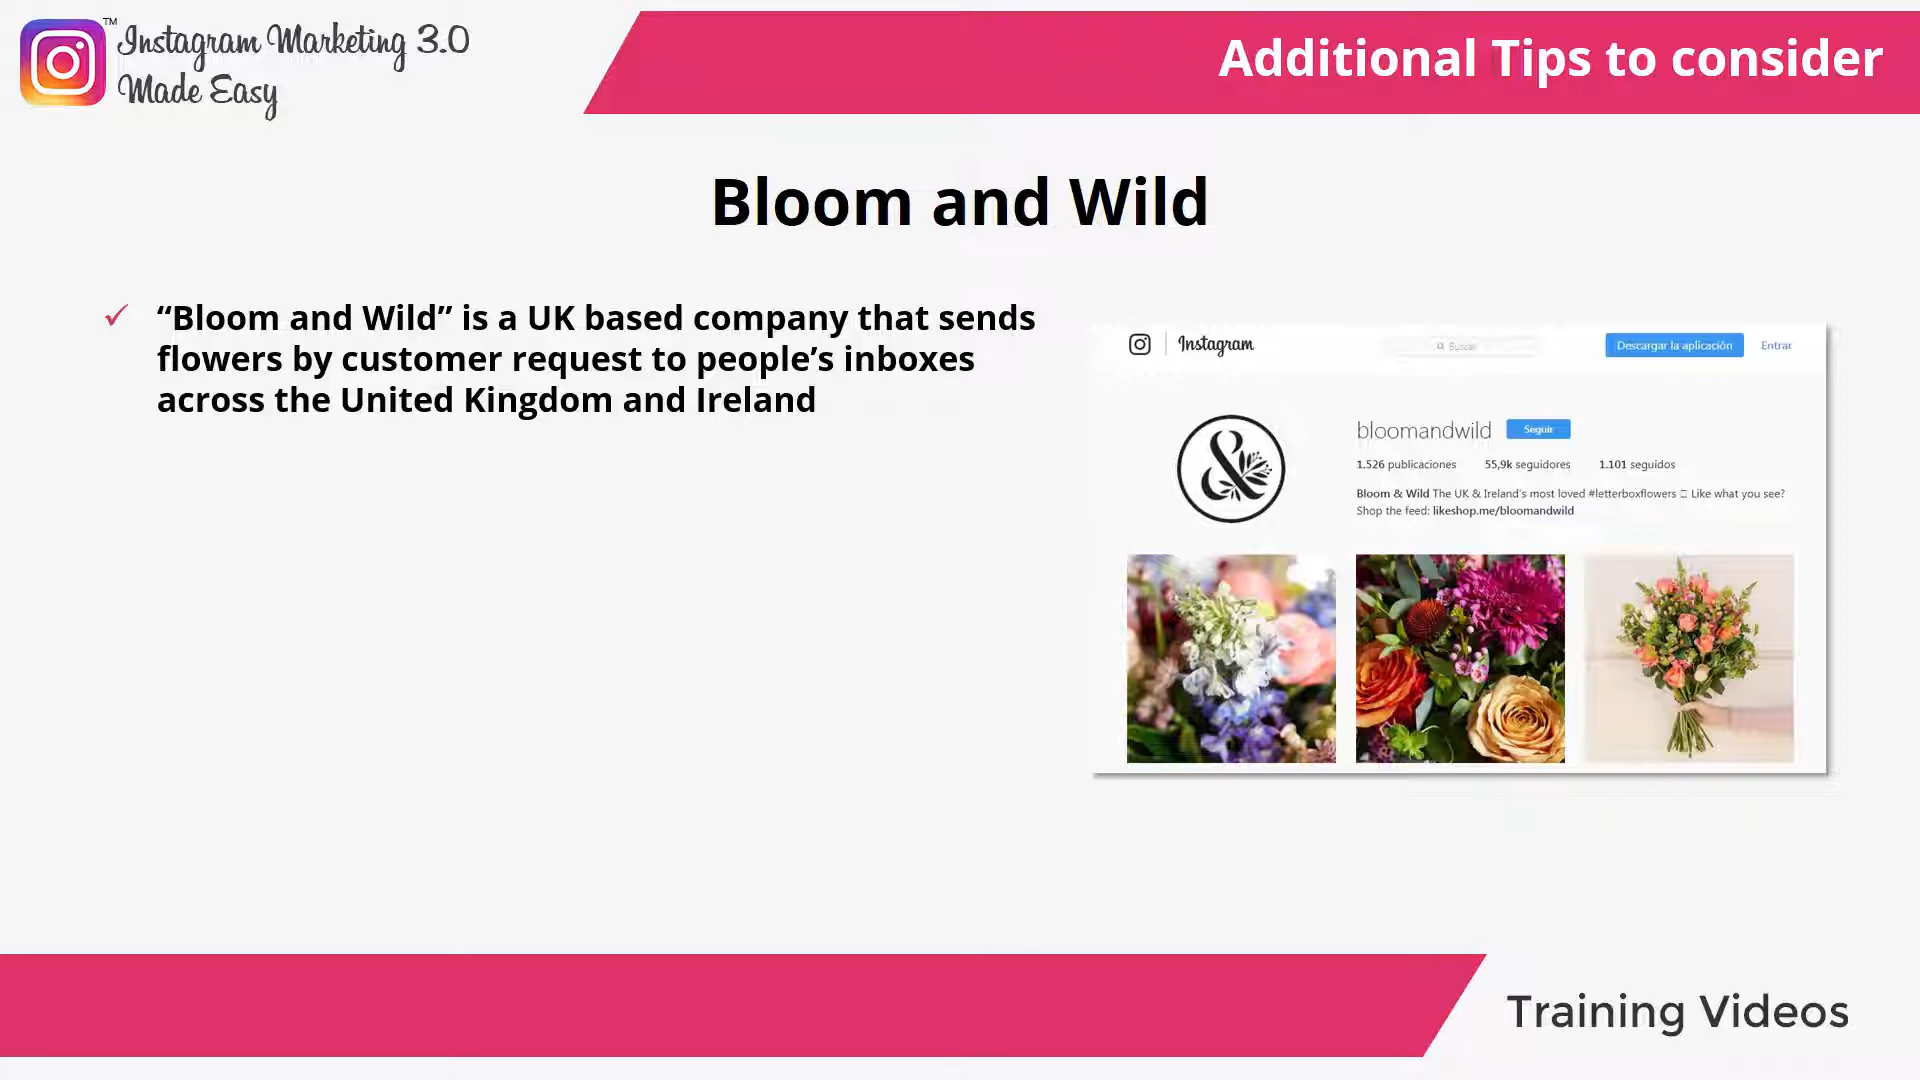 TM
Instagram Marketing 3.0
Made Easy
Additional Tips to consider
Bloom and Wild
“Bloom and Wild” is a UK based company that sends
flowers by customer request to people’s inboxes
across the United Kingdom and Ireland
Instagram
Buscar
Descargar la aplicación
Entrar
bloomandwild
Seguir
1.526 publicaciones 55,9k seguidores 1.101 seguidos
Bloom & Wild The UK & Ireland's most loved #letterboxflowers Like what you see?
Shop the feed: likeshop.me/bloomandwild
Training Videos